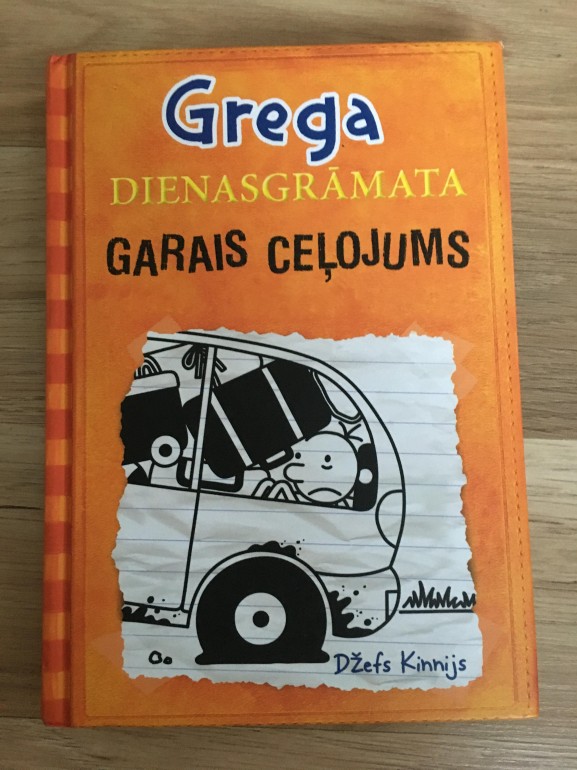 Grega
DIENASGRĀMATA
GARAIS CEĻOJUMS
Džefs Kinnijs